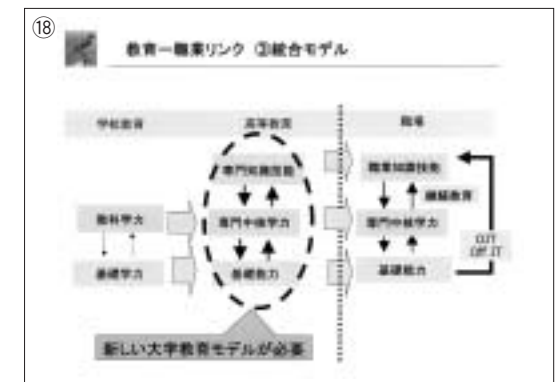 ⑱
教育ー職業リンク ③統合モデル
学校教育 高等教育 職場
専門知識技能 職業知識技能
継続教育
教科学力 専門中核学力 専門中核学力
OJT
Off JT
基礎学力 基礎能力 基礎能力
新しい大学教育モデルが必要